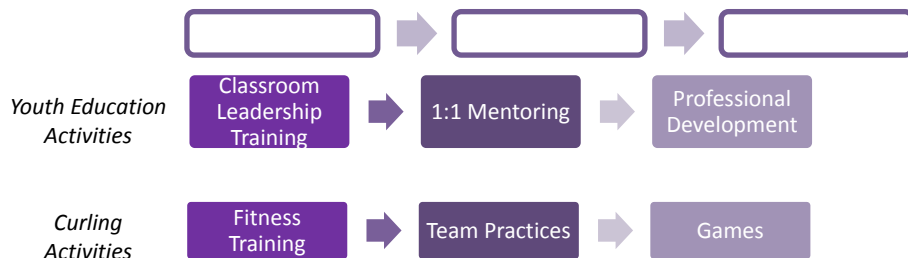 Youth Education
Activities
Classroom
Leadership
Training
1:1 Mentoring
Professional
Development
Curling
Activities
Fitness
Training
Team Practices
Games